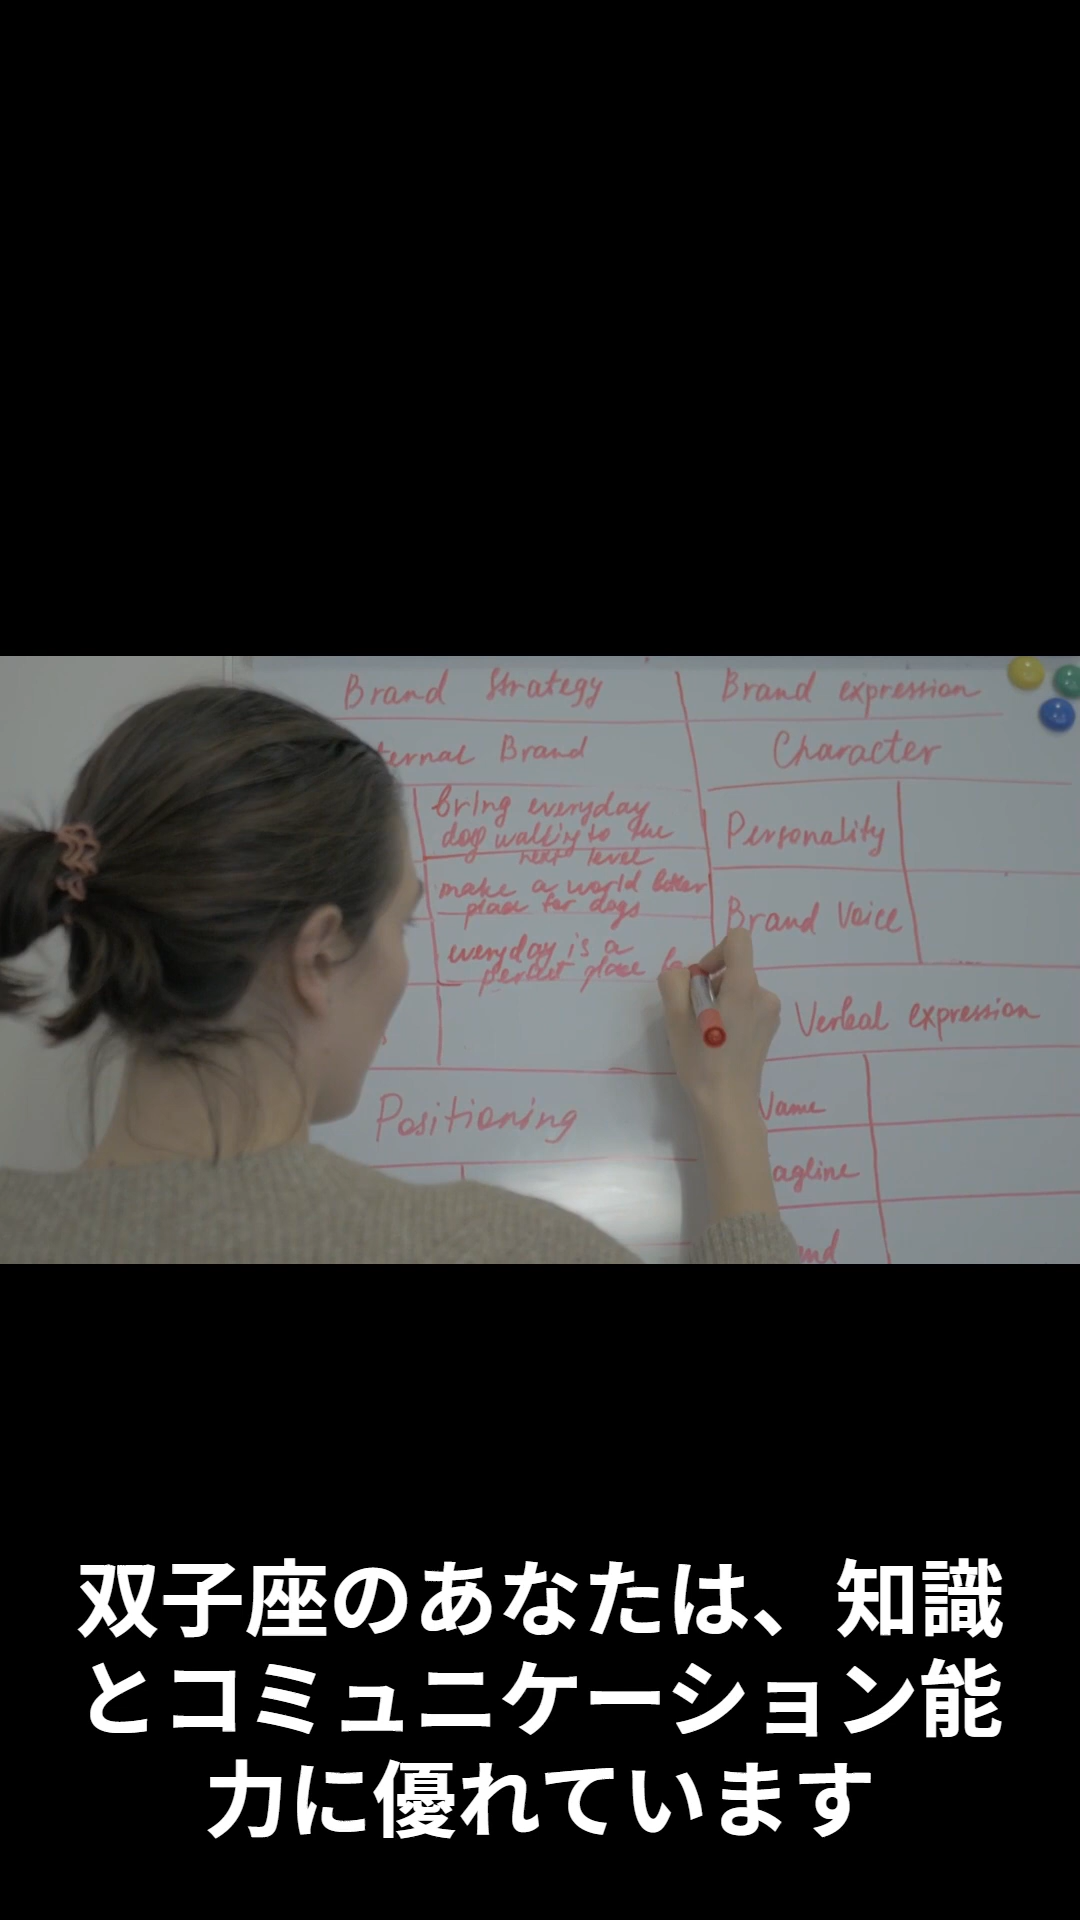 Brand Strategy
Brand expression
ternal Brand
Character
bring everyday
dog walkiy to the
next level
Personality
make a world better
place for dogs
Brand Voice
everyday is a
perfect place
Verbal expression
Name
Positioning
agline
nd
双子座のあなたは、知識
とコミュニケーション能
力に優れています